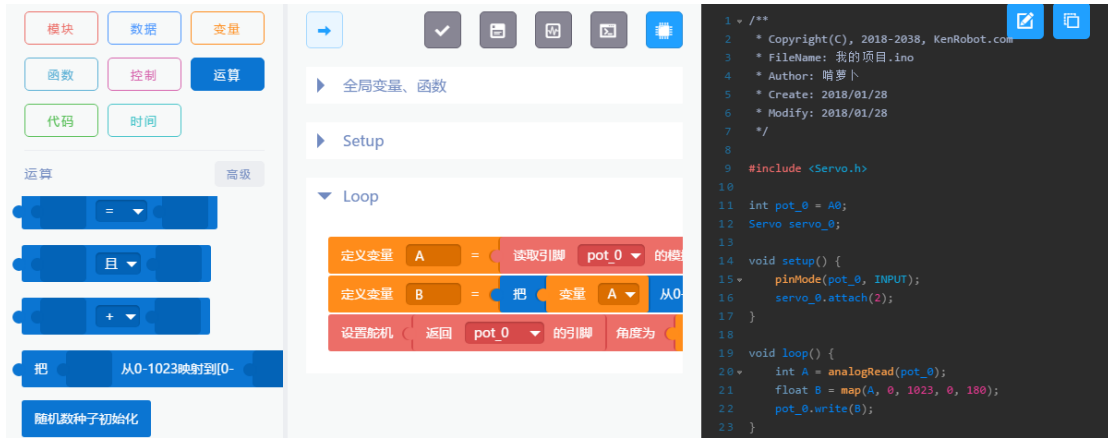 模块 数据 变量
函数 控制 运算
代码 时间
运算 高级
=
且
+
把 从0-1023映射到[0-
随机数种子初始化
全局变量、函数
Setup
Loop
定义变量 A = 读取引脚 pot_0 的模
定义变量 B = 把 变量 A 从0-
设置舵机 返回 pot_0 的引脚 角度为
1 /**
2 * Copyright(C), 2018-2038, KenRobot.com
3 * FileName: 我的项目.ino
4 * Author: 啃萝卜
5 * Create: 2018/01/28
6 * Modify: 2018/01/28
7 */
8
9 #include <Servo.h>
10
11 int pot_0 = A0;
12 Servo servo_0;
13
14 void setup() {
15 pinMode(pot_0, INPUT);
16 servo_0.attach(2);
17 }
18
19 void loop() {
20 int A = analogRead(pot_0);
21 float B = map(A, 0, 1023, 0, 180);
22 pot_0.write(B);
23 }